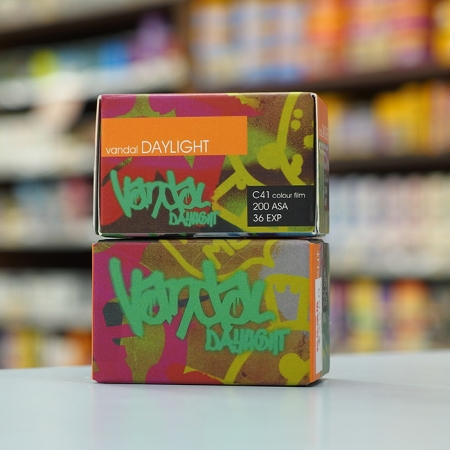 vandal DAYLIGHT
Vandal
DAYLIGHT
C41 colour film
200 ASA
36 EXP
Vandal
DAYLIGHT